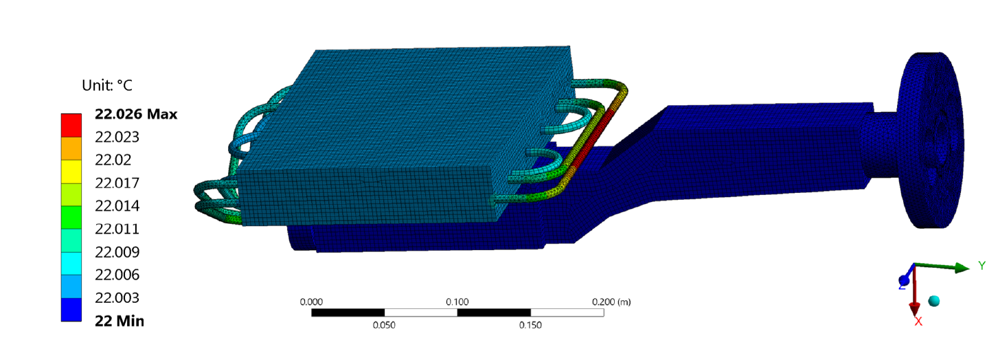 Unit: °C
22.026 Max
22.023
22.02
22.017
22.014
22.011
22.009
22.006
22.003
22 Min
0.000 0.100 0.200 (m)
0.050 0.150
Y
Z
X